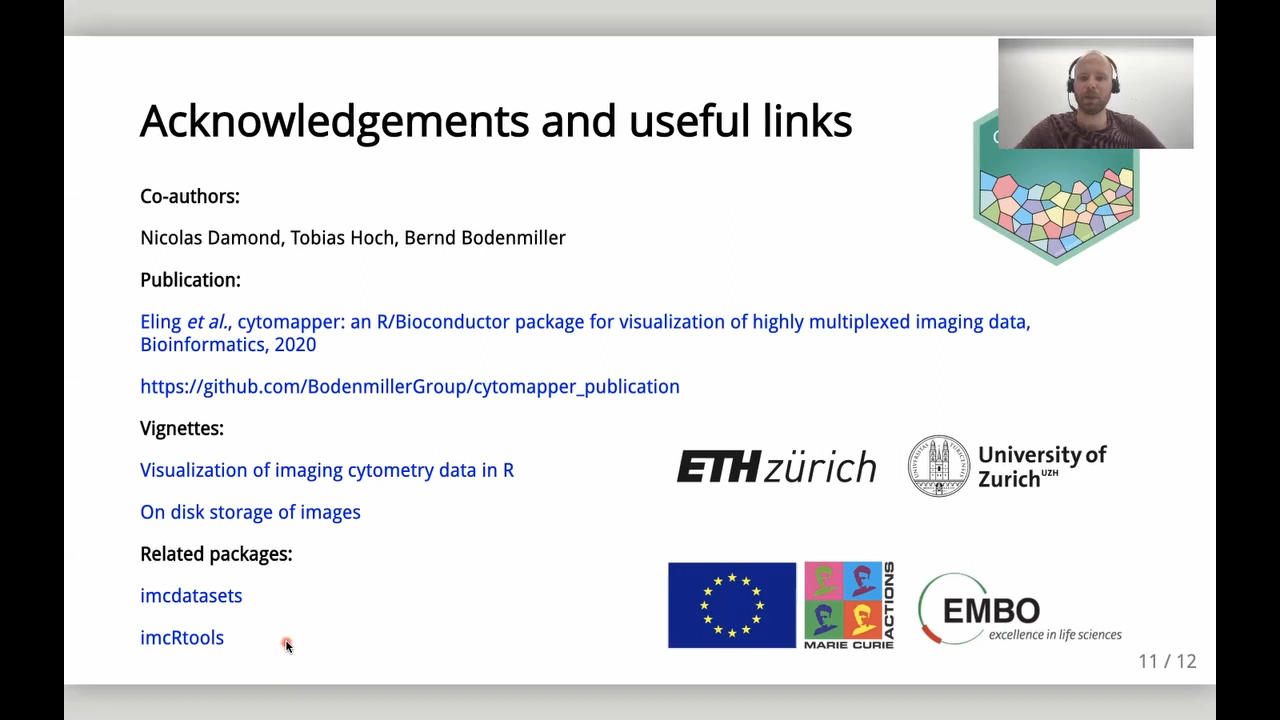 Acknowledgements and useful links
Co-authors:
Nicolas Damond, Tobias Hoch, Bernd Bodenmiller
Publication:
Eling et al., cytomapper: an R/Bioconductor package for visualization of highly multiplexed imaging data,
Bioinformatics, 2020
https://github.com/BodenmillerGroup/cytomapper_publication
Vignettes:
Visualization of imaging cytometry data in R
On disk storage of images
Related packages:
imcdatasets
imcRtools
ETH zürich
University of
Zurich UZH
MARIE CURIE
ACTIONS
EMBO
excellence in life sciences
11 / 12